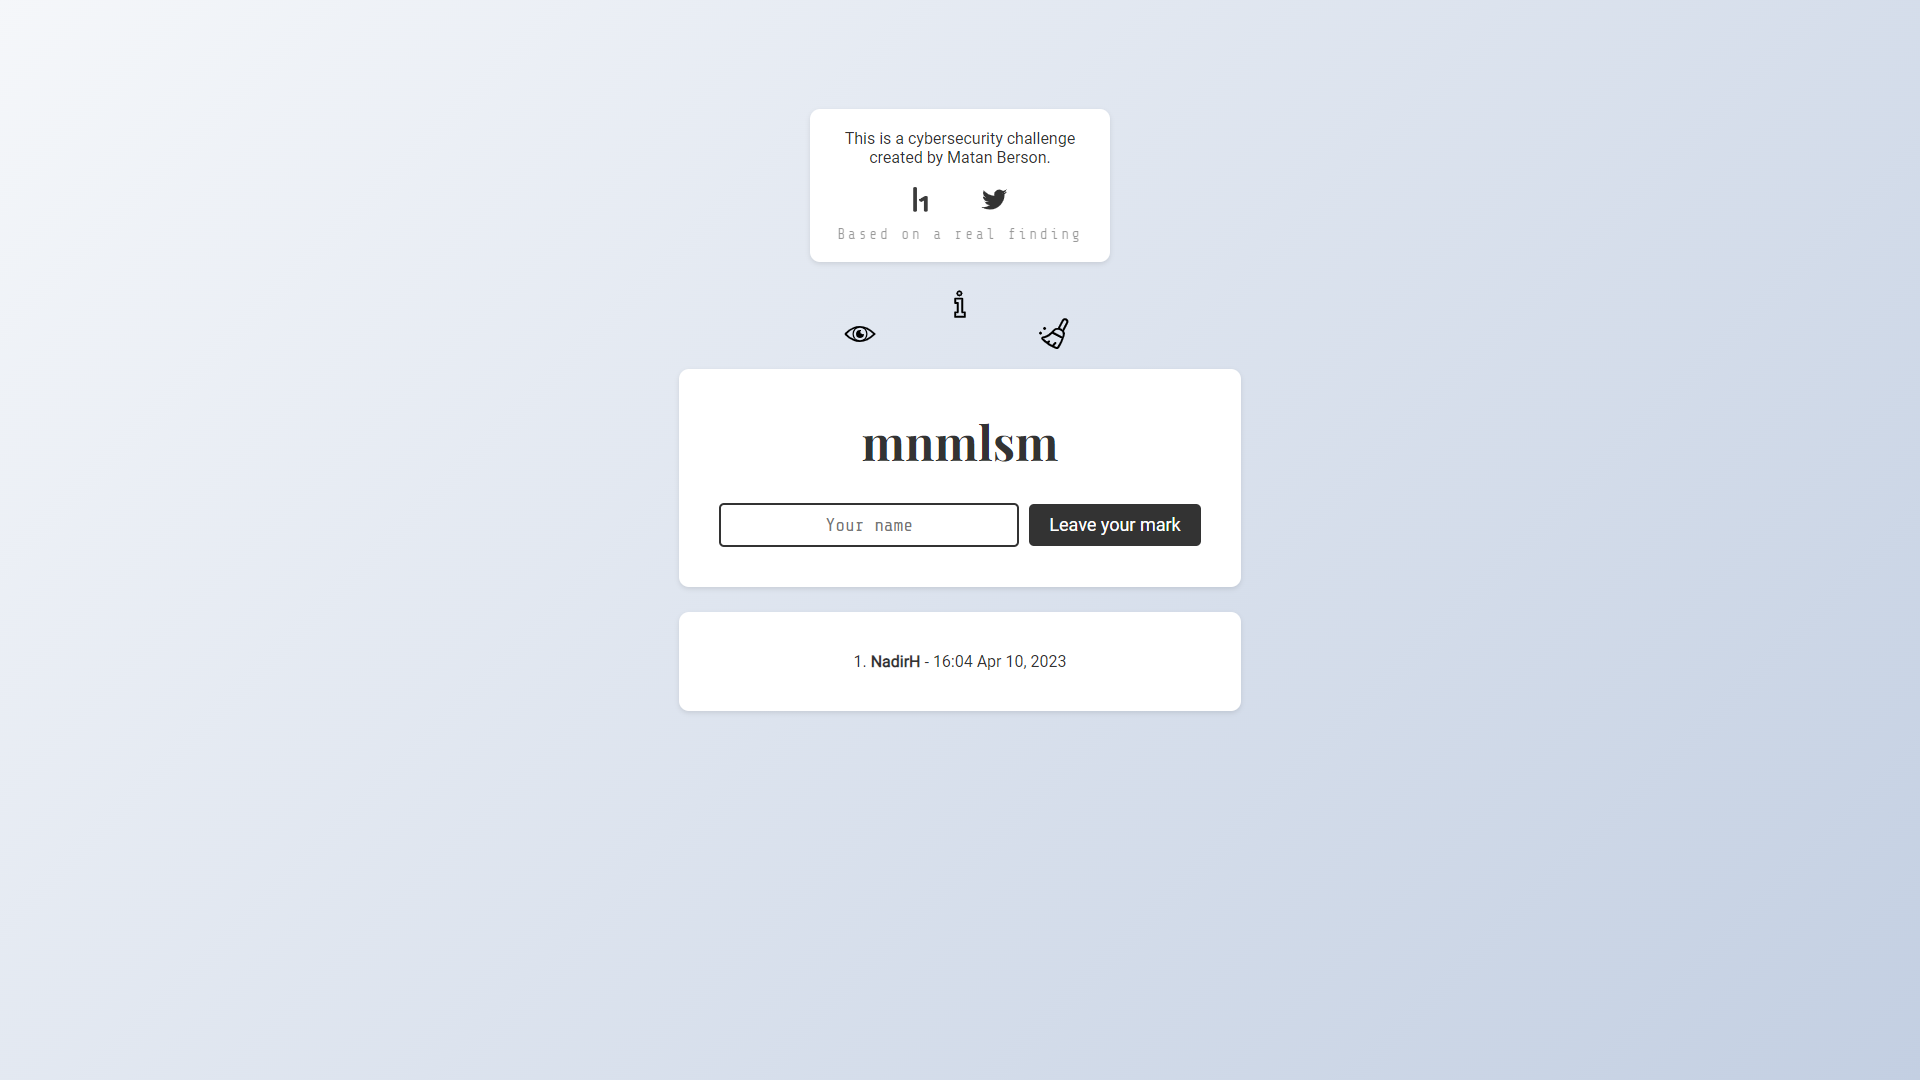 This is a cybersecurity challenge
created by Matan Berson.
Based on a real finding
mnmlsm
Your name
Leave your mark
1. NadirH - 16:04 Apr 10, 2023